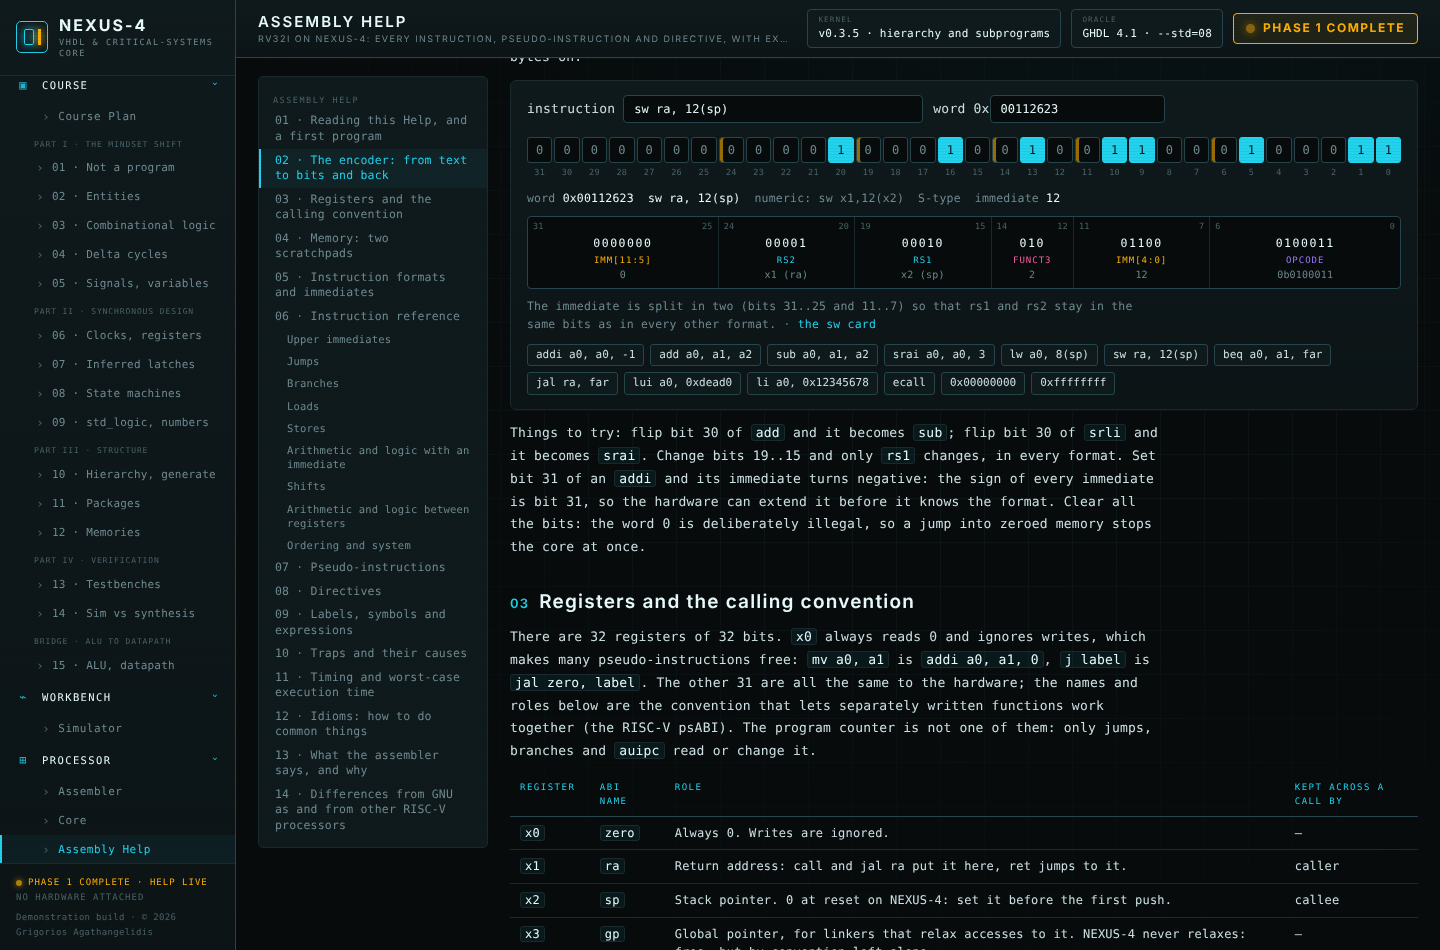 NEXUS-4
VHDL & CRITICAL-SYSTEMS
CORE
COURSE
Course Plan
PART I · THE MINDSET SHIFT
01 · Not a program
02 · Entities
03 · Combinational logic
04 · Delta cycles
05 · Signals, variables
PART II · SYNCHRONOUS DESIGN
06 · Clocks, registers
07 · Inferred latches
08 · State machines
09 · std_logic, numbers
PART III · STRUCTURE
10 · Hierarchy, generate
11 · Packages
12 · Memories
PART IV · VERIFICATION
13 · Testbenches
14 · Sim vs synthesis
BRIDGE · ALU TO DATAPATH
15 · ALU, datapath
WORKBENCH
Simulator
PROCESSOR
Assembler
Core
Assembly Help
PHASE 1 COMPLETE · HELP LIVE
NO HARDWARE ATTACHED
Demonstration build · © 2026
Grigorios Agathangelidis
ASSEMBLY HELP
RV32I ON NEXUS-4: EVERY INSTRUCTION, PSEUDO-INSTRUCTION AND DIRECTIVE, WITH EX…
KERNEL
v0.3.5 · hierarchy and subprograms
ORACLE
GHDL 4.1 · --std=08
PHASE 1 COMPLETE
ASSEMBLY HELP
01 · Reading this Help, and
a first program
02 · The encoder: from text
to bits and back
03 · Registers and the
calling convention
04 · Memory: two
scratchpads
05 · Instruction formats
and immediates
06 · Instruction reference
Upper immediates
Jumps
Branches
Loads
Stores
Arithmetic and logic with an
immediate
Shifts
Arithmetic and logic between
registers
Ordering and system
07 · Pseudo-instructions
08 · Directives
09 · Labels, symbols and
expressions
10 · Traps and their causes
11 · Timing and worst-case
execution time
12 · Idioms: how to do
common things
13 · What the assembler
says, and why
14 · Differences from GNU
as and from other RISC-V
processors
bytes on.
instruction sw ra, 12(sp) word 0x 00112623
0 0 0 0 0 0 0 0 0 0 0 1 0 0 0 1 0 0 1 0 0 1 1 0 0 0 1 0 0 0 1 1
31 30 29 28 27 26 25 24 23 22 21 20 19 18 17 16 15 14 13 12 11 10 9 8 7 6 5 4 3 2 1 0
word 0x00112623 sw ra, 12(sp) numeric: sw x1,12(x2) S-type immediate 12
31 25 24 20 19 15 14 12 11 7 6 0
0000000 00001 00010 010 01100 0100011
IMM[11:5] RS2 RS1 FUNCT3 IMM[4:0] OPCODE
0 x1 (ra) x2 (sp) 2 12 0b0100011
The immediate is split in two (bits 31..25 and 11..7) so that rs1 and rs2 stay in the
same bits as in every other format. · the sw card
addi a0, a0, -1 add a0, a1, a2 sub a0, a1, a2 srai a0, a0, 3 lw a0, 8(sp) sw ra, 12(sp) beq a0, a1, far
jal ra, far lui a0, 0xdead0 li a0, 0x12345678 ecall 0x00000000 0xffffffff
Things to try: flip bit 30 of add and it becomes sub; flip bit 30 of srli and
it becomes srai. Change bits 19..15 and only rs1 changes, in every format. Set
bit 31 of an addi and its immediate turns negative: the sign of every immediate
is bit 31, so the hardware can extend it before it knows the format. Clear all
the bits: the word 0 is deliberately illegal, so a jump into zeroed memory stops
the core at once.
03 Registers and the calling convention
There are 32 registers of 32 bits. x0 always reads 0 and ignores writes, which
makes many pseudo-instructions free: mv a0, a1 is addi a0, a1, 0, j label is
jal zero, label. The other 31 are all the same to the hardware; the names and
roles below are the convention that lets separately written functions work
together (the RISC-V psABI). The program counter is not one of them: only jumps,
branches and auipc read or change it.
REGISTER ABI NAME ROLE KEPT ACROSS A CALL BY
x0 zero Always 0. Writes are ignored. —
x1 ra Return address: call and jal ra put it here, ret jumps to it. caller
x2 sp Stack pointer. 0 at reset on NEXUS-4: set it before the first push. callee
x3 gp Global pointer, for linkers that relax accesses to it. NEXUS-4 never relaxes: —